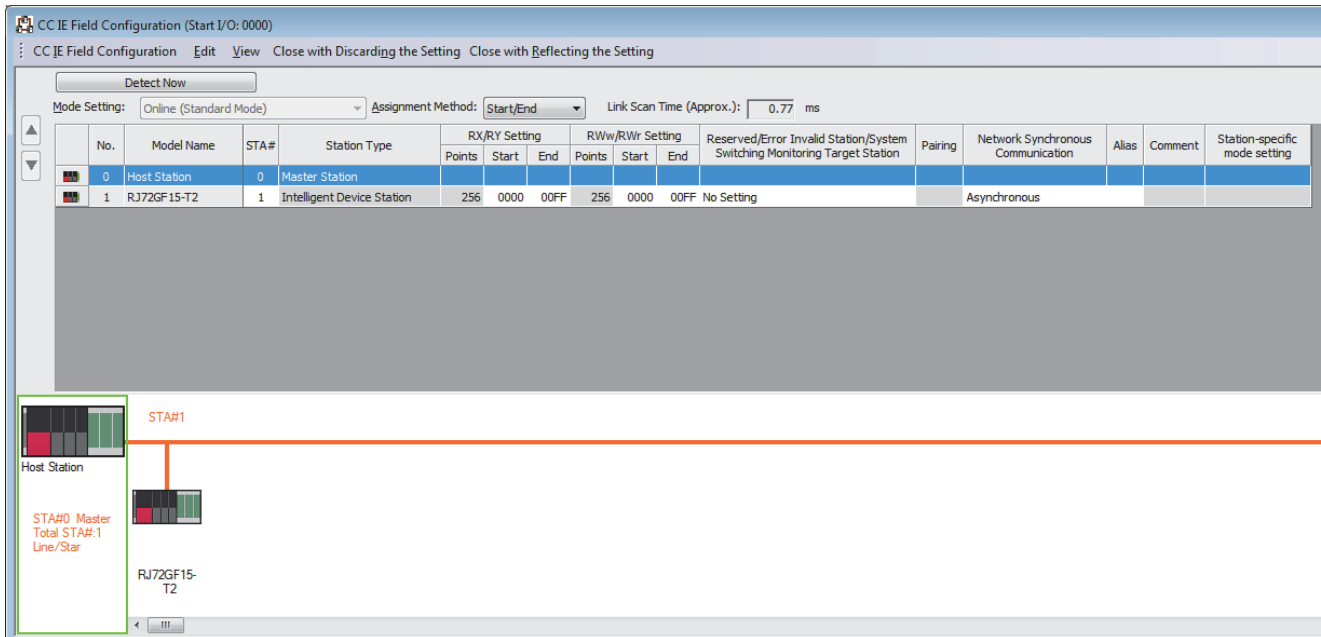 CC IE Field Configuration (Start I/O: 0000)
CC IE Field Configuration Edit View Close with Discarding the Setting Close with Reflecting the Setting
Detect Now
Mode Setting: Online (Standard Mode) Assignment Method: Start/End Link Scan Time (Approx.): 0.77 ms
No. Model Name STA# Station Type RX/RY Setting RWw/RWr Setting Reserved/Error Invalid Station/System Pairing Network Synchronous Alias Comment Station-specific
Points Start End Points Start End Switching Monitoring Target Station Communication mode setting
0 Host Station 0 Master Station
1 RJ72GF15-T2 1 Intelligent Device Station 256 0000 00FF 256 0000 00FF No Setting Asynchronous
STA#1
Host Station
STA#0 Master
Total STA#:1
Line/Star
RJ72GF15-
T2